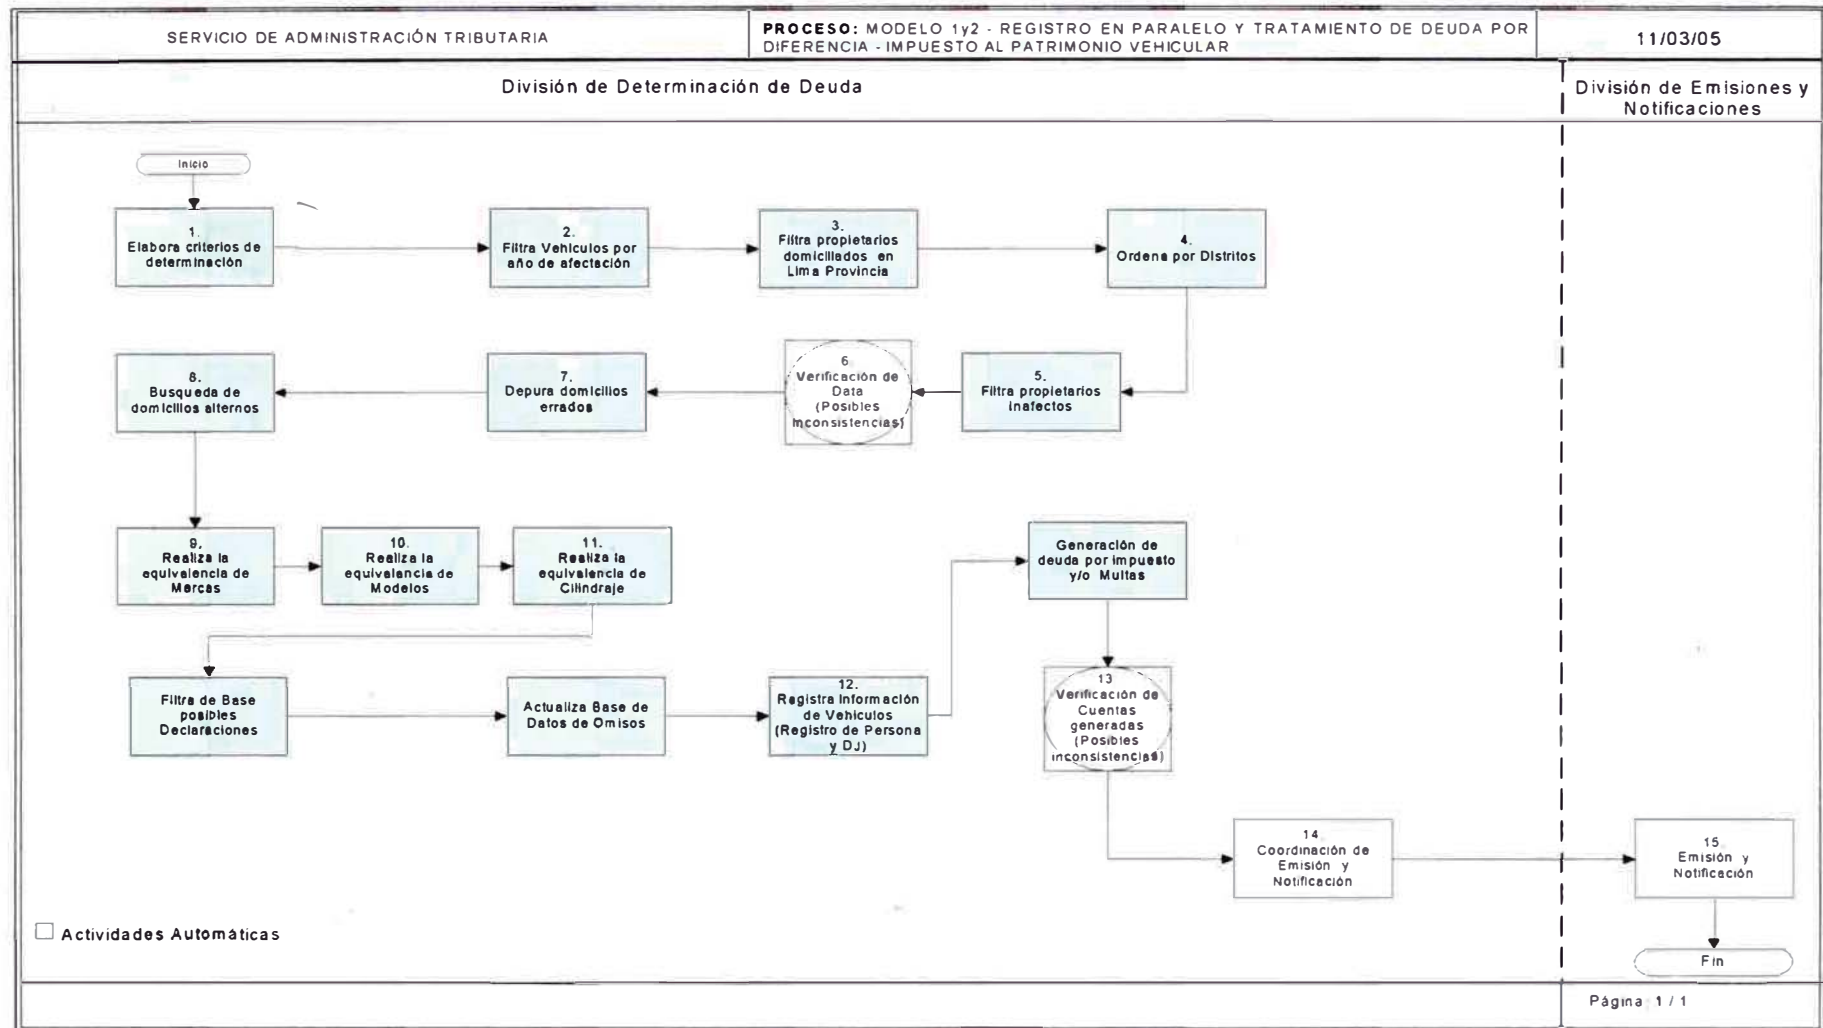 SERVICIO DE ADMINISTRACIÓN TRIBUTARIA
PROCESO: MODELO 1y2 - REGISTRO EN PARALELO Y TRATAMIENTO DE DEUDA POR
DIFERENCIA - IMPUESTO AL PATRIMONIO VEHICULAR
11/03/05
División de Determinación de Deuda
División de Emisiones y
Notificaciones
Inicio
1.
Elabora criterios de
determinación
2.
Filtra Vehiculos por
año de afectación
3.
Filtra propietarios
domiciliados en
Lima Provincia
4.
Ordena por Distritos
8.
Busqueda de
domicilios alternos
7.
Depura domicilios
errados
6.
Verificación de
Data
(Posibles
inconsistencias)
5.
Filtra propietarios
inafectos
9.
Realiza la
equivalencia de
Marcas
10.
Realiza la
equivalencia de
Modelos
11.
Realiza la
equivalencia de
Cilindraje
Generación de
deuda por impuesto
y/o Multas
Filtra de Base
posibles
Declaraciones
Actualiza Base de
Datos de Omisos
12.
Registra Información
de Vehiculos
(Registro de Persona
y DJ)
13
Verificación de
Cuentas
generadas
(Posibles
inconsistencias)
14.
Coordinación de
Emisión y
Notificación
15.
Emisión y
Notificación
Actividades Automáticas
Fin
Página 1 / 1